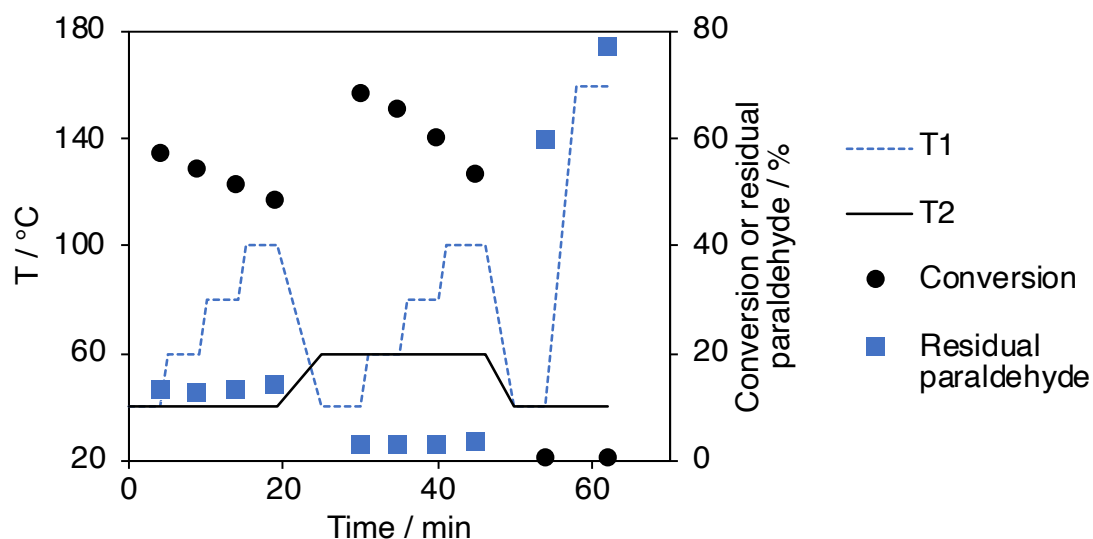 180
140
100
60
20
T / °C
0
20
40
60
Time / min
80
60
40
20
0
Conversion or residual
paraldehyde / %
T1
T2
Conversion
Residual
paraldehyde